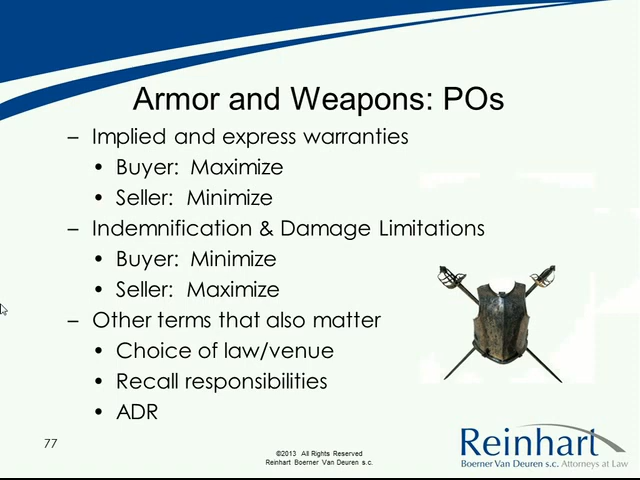 Armor and Weapons: POs
– Implied and express warranties
• Buyer: Maximize
• Seller: Minimize
– Indemnification & Damage Limitations
• Buyer: Minimize
• Seller: Maximize
– Other terms that also matter
• Choice of law/venue
• Recall responsibilities
• ADR
77
©2013 All Rights Reserved
Reinhart Boerner Van Deuren s.c.
Reinhart
Boerner Van Deuren s.c. Attorneys at Law